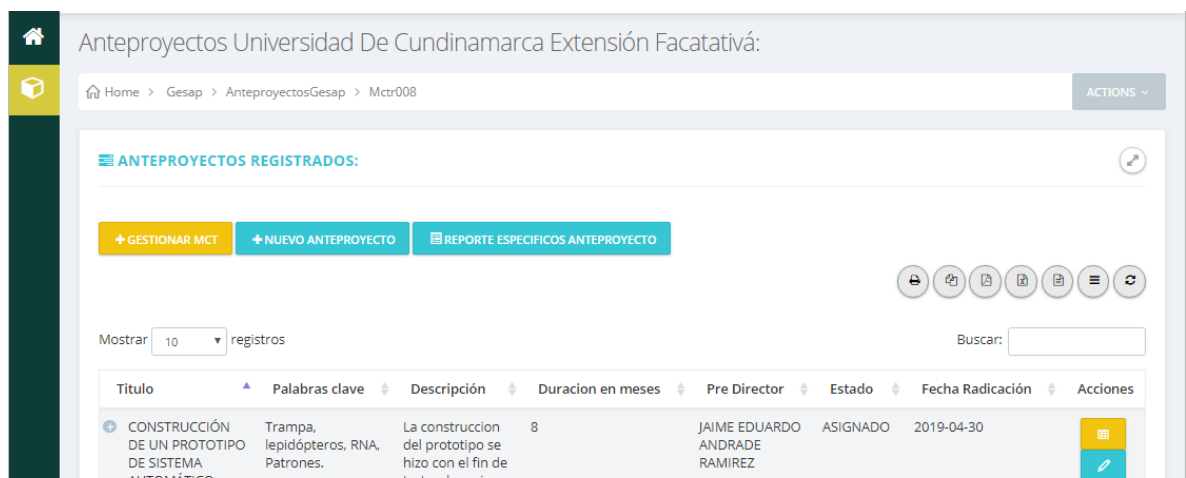 Anteproyectos Universidad De Cundinamarca Extensión Facatativá:
Home > Gesap > AnteproyectosGesap > Mctr008
ACTIONS
ANTEPROYECTOS REGISTRADOS:
+ GESTIONAR MCT
+ NUEVO ANTEPROYECTO
REPORTE ESPECIFICOS ANTEPROYECTO
Mostrar 10 registros
Buscar:
Titulo Palabras clave Descripción Duracion en meses Pre Director Estado Fecha Radicación Acciones
CONSTRUCCIÓN Trampa, La construccion 8 JAIME EDUARDO ASIGNADO 2019-04-30
DE UN PROTOTIPO lepidópteros, RNA, del prototipo se ANDRADE
DE SISTEMA Patrones. hizo con el fin de RAMIREZ
AUTOMÁTICO